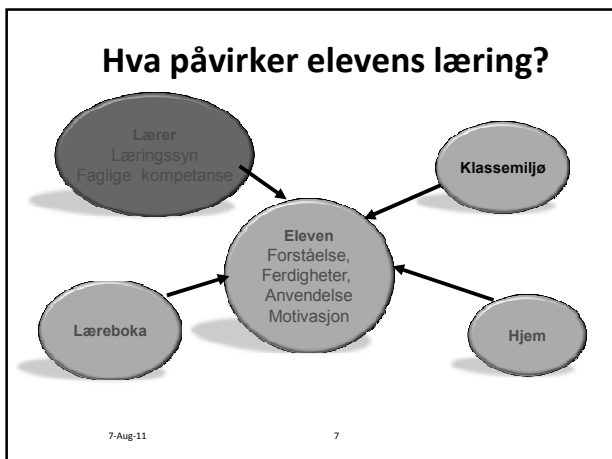 Hva påvirker elevens læring?
Lærer
Læringssyn
Faglige kompetanse
Klassemiljø
Eleven
Forståelse,
Ferdigheter,
Anvendelse
Motivasjon
Læreboka
Hjem
7-Aug-11
7